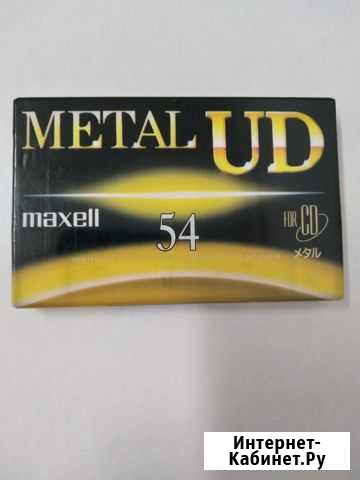 METAL UD
maxell
54
FOR CD
メタル
Интернет-
Кабинет.Ру